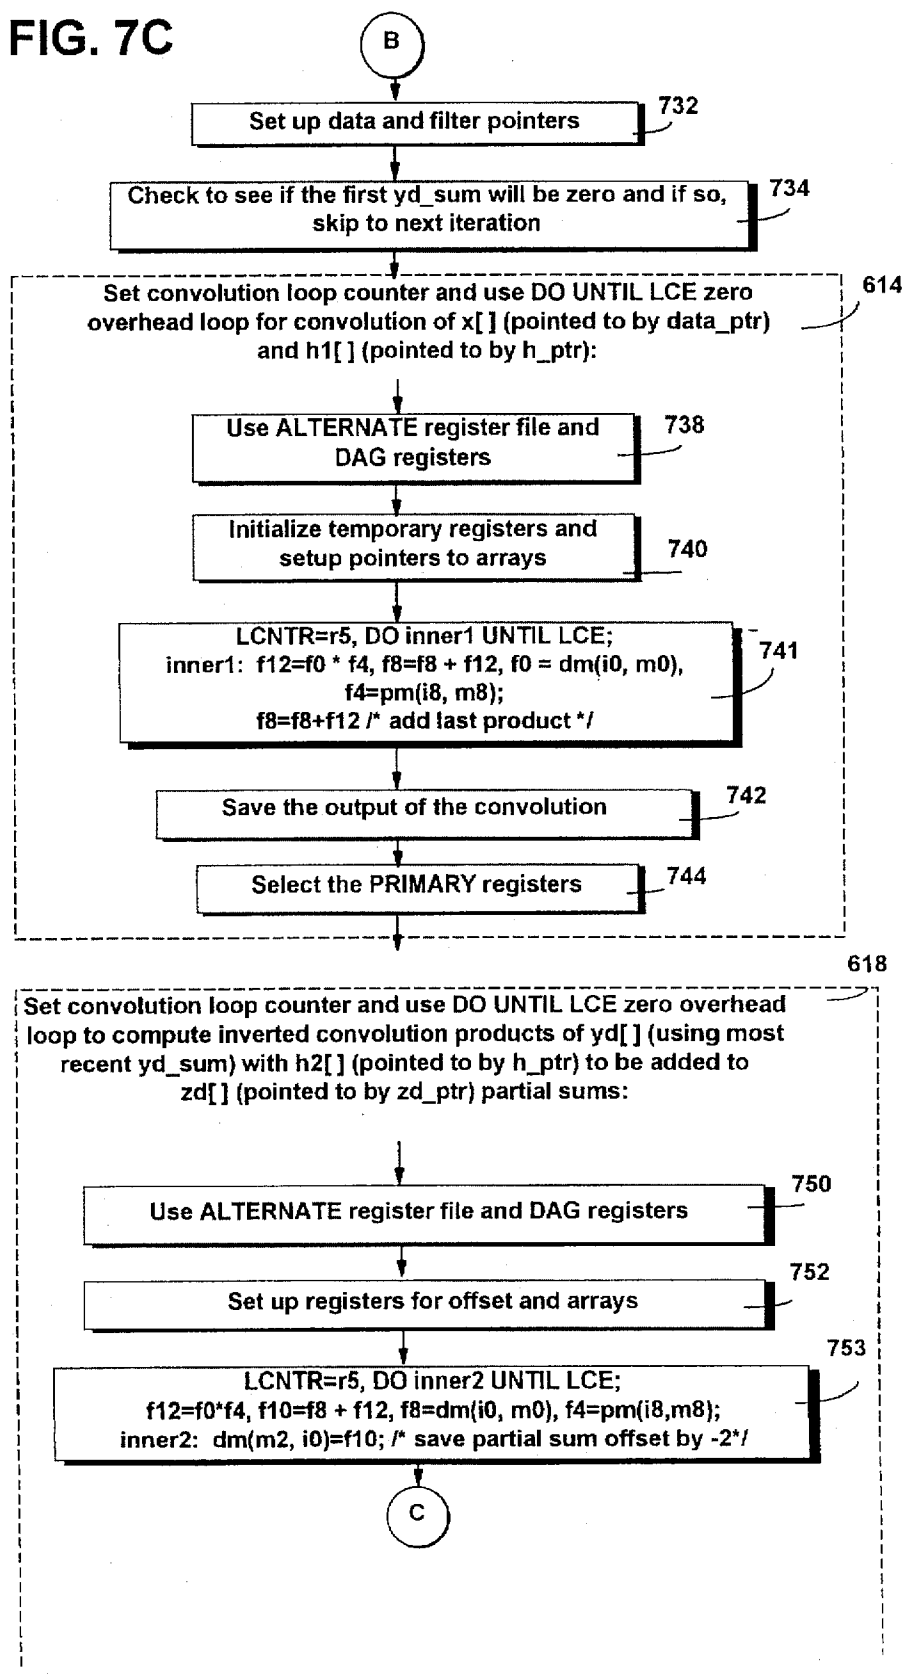 FIG. 7C
B
Set up data and filter pointers
732
Check to see if the first yd_sum will be zero and if so,
skip to next iteration
734
Set convolution loop counter and use DO UNTIL LCE zero
overhead loop for convolution of x[ ] (pointed to by data_ptr)
and h1[ ] (pointed to by h_ptr):
614
Use ALTERNATE register file and
DAG registers
738
Initialize temporary registers and
setup pointers to arrays
740
LCNTR=r5, DO inner1 UNTIL LCE;
inner1: f12=f0 * f4, f8=f8 + f12, f0 = dm(i0, m0),
f4=pm(i8, m8);
f8=f8+f12 /* add last product */
741
Save the output of the convolution
742
Select the PRIMARY registers
744
618
Set convolution loop counter and use DO UNTIL LCE zero overhead
loop to compute inverted convolution products of yd[ ] (using most
recent yd_sum) with h2[ ] (pointed to by h_ptr) to be added to
zd[ ] (pointed to by zd_ptr) partial sums:
Use ALTERNATE register file and DAG registers
750
Set up registers for offset and arrays
752
LCNTR=r5, DO inner2 UNTIL LCE;
f12=f0*f4, f10=f8 + f12, f8=dm(i0, m0), f4=pm(i8,m8);
inner2: dm(m2, i0)=f10; /* save partial sum offset by -2*/
753
C